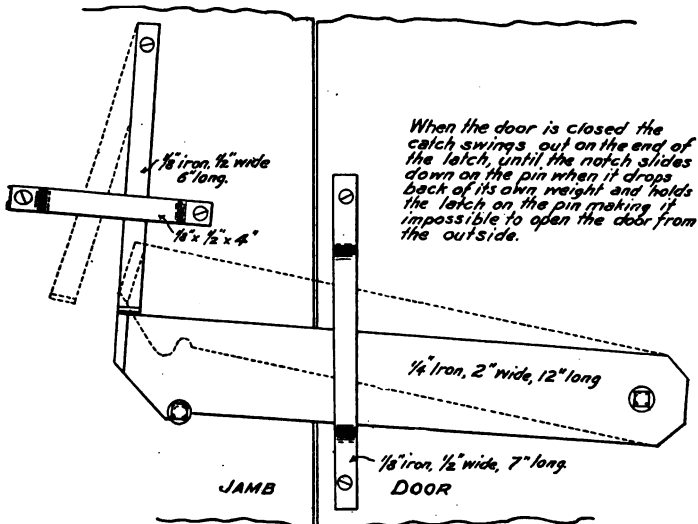 When the door is closed the
catch swings out on the end of
the latch, until the notch slides
down on the pin when it drops
back of its own weight and holds
the latch on the pin making it
impossible to open the door from
the outside.
1/8" iron, 1/2" wide
6" long.
1/8" x 1/2" x 4"
1/4" Iron, 2" wide, 12" long
1/8" iron, 1/2" wide, 7" long.
JAMB
DOOR